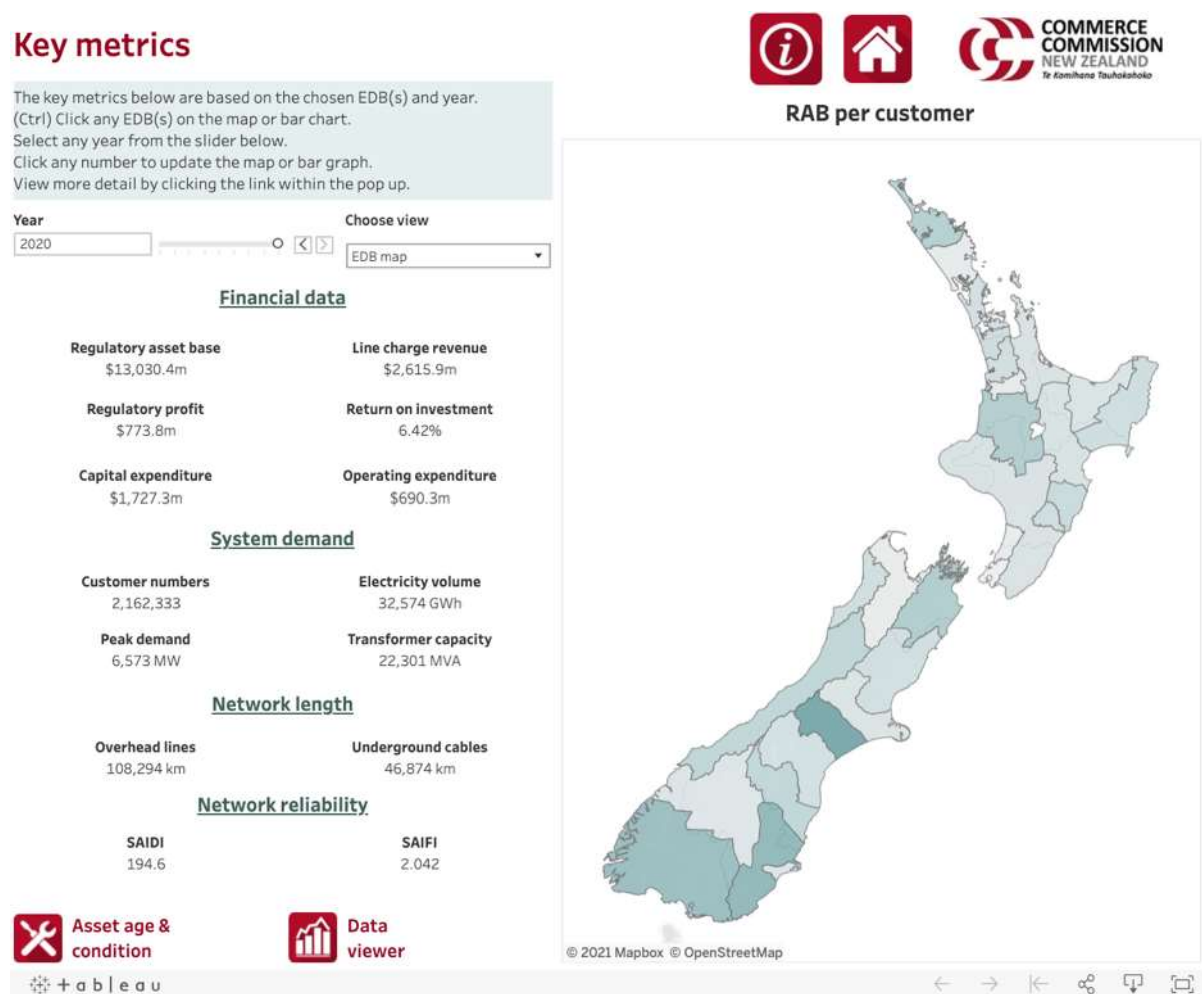 Key metrics
COMMERCE
COMMISSION
NEW ZEALAND
Te Komihana Tauhokohoko
The key metrics below are based on the chosen EDB(s) and year.
(Ctrl) Click any EDB(s) on the map or bar chart.
Select any year from the slider below.
Click any number to update the map or bar graph.
View more detail by clicking the link within the pop up.
RAB per customer
Year
Choose view
2020
EDB map
Financial data
Regulatory asset base
Line charge revenue
$13,030.4m
$2,615.9m
Regulatory profit
Return on investment
$773.8m
6.42%
Capital expenditure
Operating expenditure
$1,727.3m
$690.3m
System demand
Customer numbers
Electricity volume
2,162,333
32,574 GWh
Peak demand
Transformer capacity
6,573 MW
22,301 MVA
Network length
Overhead lines
Underground cables
108,294 km
46,874 km
Network reliability
SAIDI
SAIFI
194.6
2.042
Asset age &
condition
Data
viewer
© 2021 Mapbox © OpenStreetMap
+ a b | e a u